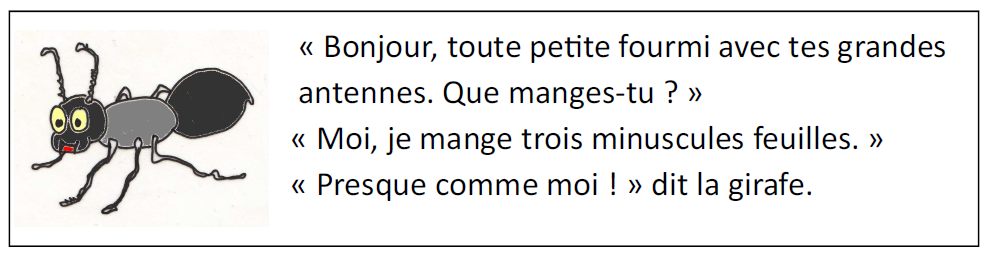 « Bonjour, toute petite fourmi avec tes grandes
antennes. Que manges-tu ? »
« Moi, je mange trois minuscules feuilles. »
« Presque comme moi ! » dit la girafe.